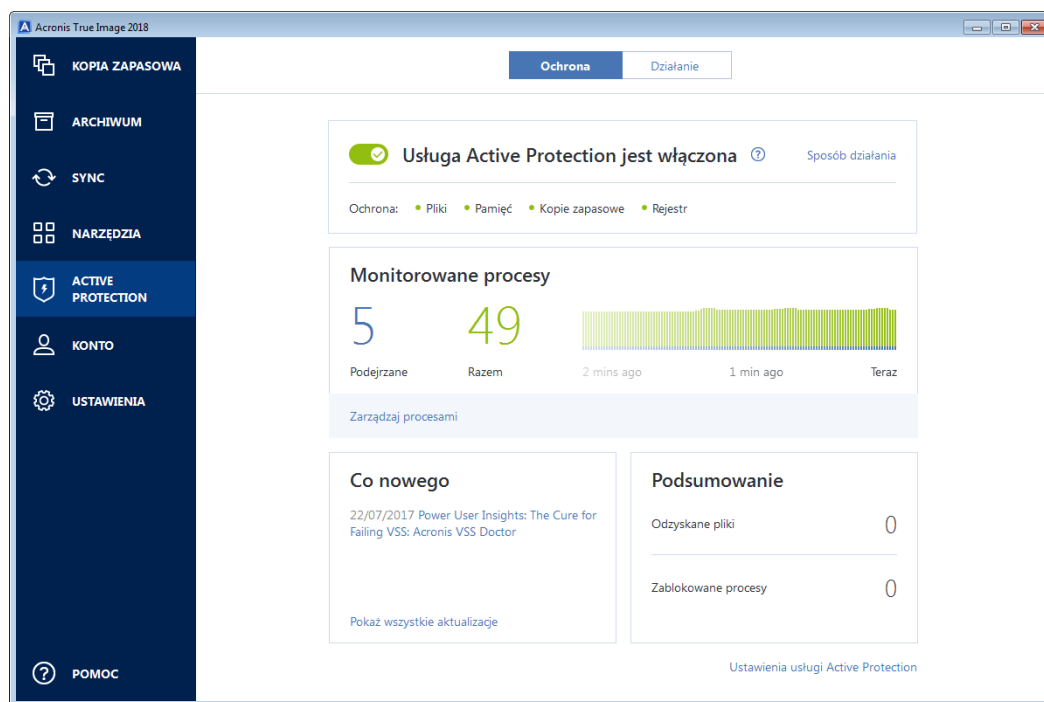 Acronis True Image 2018
KOPIA ZAPASOWA
ARCHIWUM
SYNC
NARZĘDZIA
ACTIVE
PROTECTION
KONTO
USTAWIENIA
POMOC
Ochrona Działanie
Usługa Active Protection jest włączona ? Sposób działania
Ochrona: • Pliki • Pamięć • Kopie zapasowe • Rejestr
Monitorowane procesy
5 49
Podejrzane Razem 2 mins ago 1 min ago Teraz
Zarządzaj procesami
Co nowego
22/07/2017 Power User Insights: The Cure for
Failing VSS: Acronis VSS Doctor
Pokaż wszystkie aktualizacje
Podsumowanie
Odzyskane pliki 0
Zablokowane procesy 0
Ustawienia usługi Active Protection